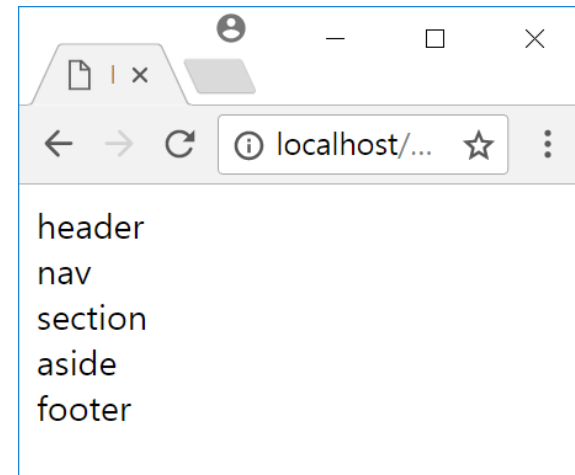 localhost/...
header
nav
section
aside
footer